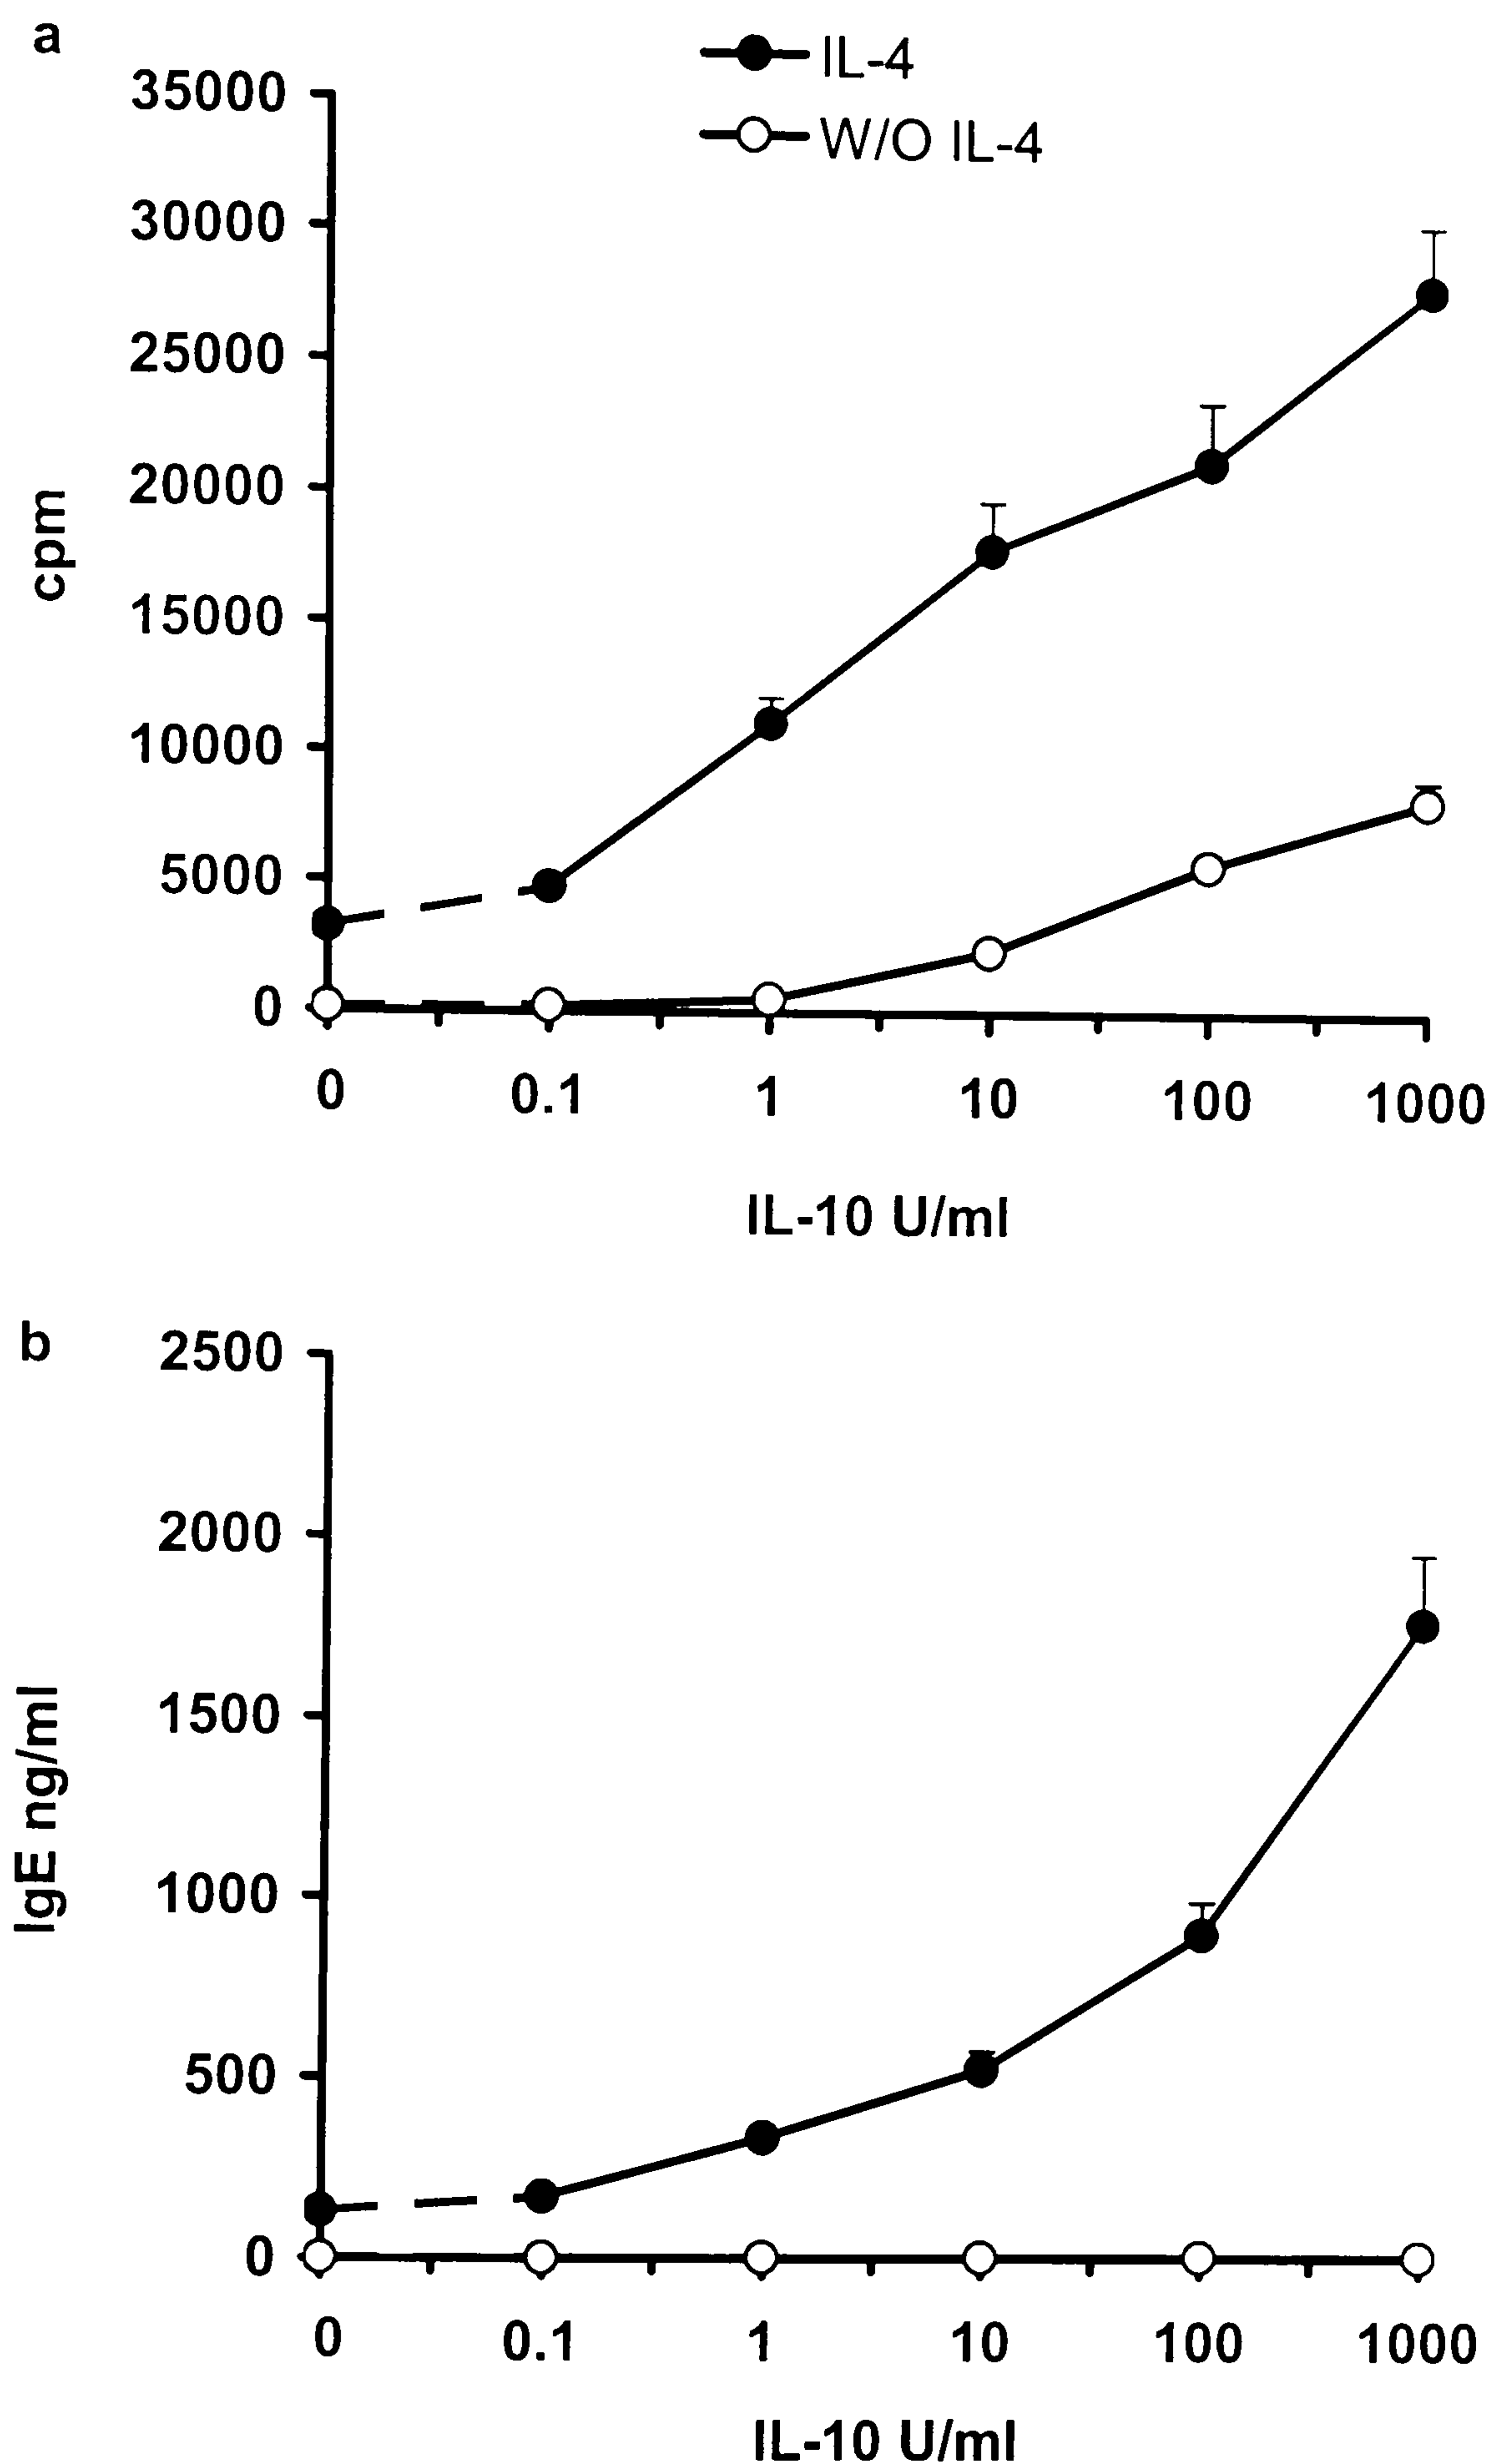 a
IL-4
W/O IL-4
35000
30000
25000
20000
15000
10000
5000
0
cpm
0 0.1 1 10 100 1000
IL-10 U/ml
b
2500
2000
1500
1000
500
0
IgE ng/ml
0 0.1 1 10 100 1000
IL-10 U/ml